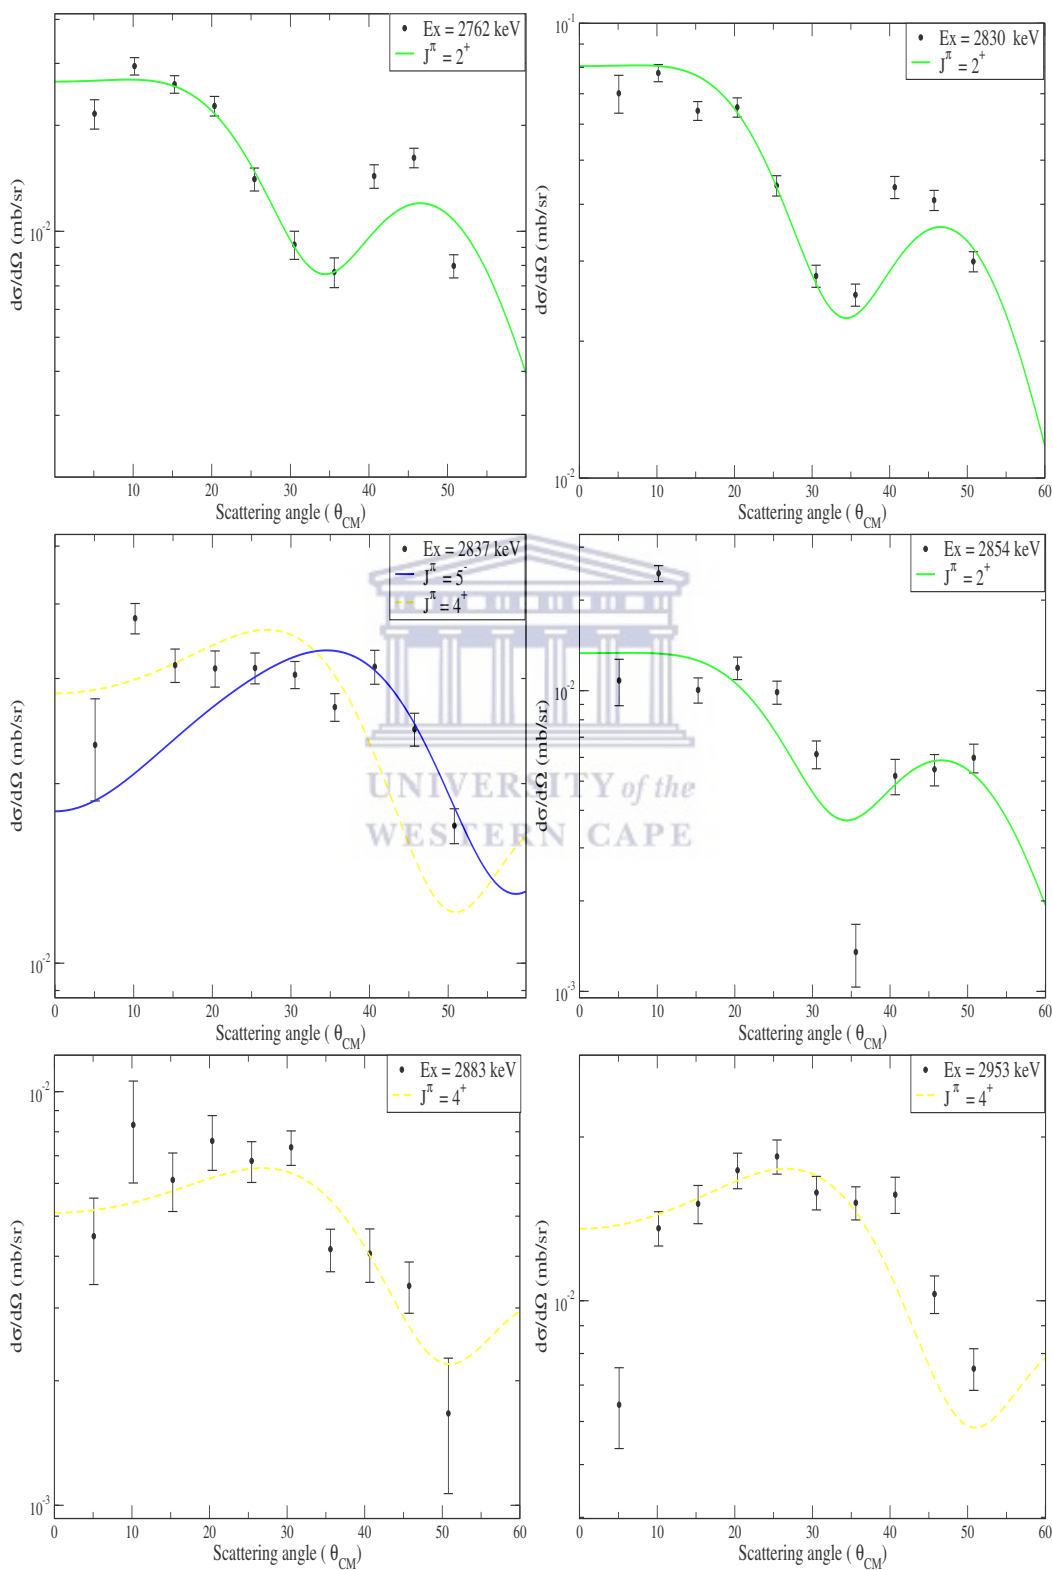 Ex = 2762 keV
J^π = 2^+
10^-2
dσ/dΩ (mb/sr)
10 20 30 40 50
Scattering angle ( θ_CM)
10^-1
Ex = 2830 keV
J^π = 2^+
dσ/dΩ (mb/sr)
10^-2
0 10 20 30 40 50 60
Scattering angle ( θ_CM)
Ex = 2837 keV
J^π = 5^-
J^π = 4^+
dσ/dΩ (mb/sr)
10^-2
0 10 20 30 40 50
Scattering angle ( θ_CM)
Ex = 2854 keV
J^π = 2^+
10^-2
dσ/dΩ (mb/sr)
10^-3
0 10 20 30 40 50 60
Scattering angle ( θ_CM)
UNIVERSITY of the
WESTERN CAPE
Ex = 2883 keV
J^π = 4^+
10^-2
dσ/dΩ (mb/sr)
10^-3
0 10 20 30 40 50 60
Scattering angle ( θ_CM)
Ex = 2953 keV
J^π = 4^+
10^-2
dσ/dΩ (mb/sr)
0 10 20 30 40 50 60
Scattering angle ( θ_CM)